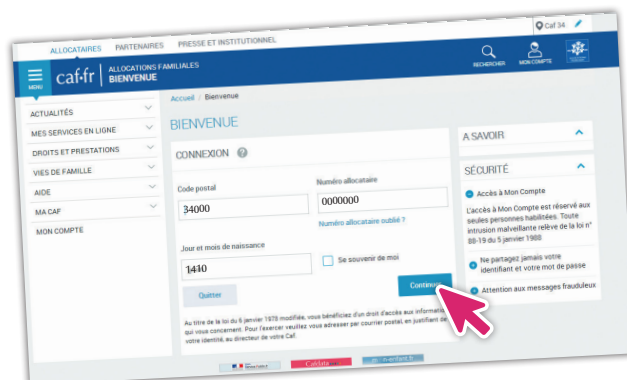 Caf 34
ALLOCATAIRES PARTENAIRES PRESSE ET INSTITUTIONNEL
MENU caf·fr ALLOCATIONS FAMILIALES
BIENVENUE
RECHERCHER MON COMPTE
ACTUALITÉS
MES SERVICES EN LIGNE
DROITS ET PRESTATIONS
VIES DE FAMILLE
AIDE
MA CAF
MON COMPTE
Accueil / Bienvenue
BIENVENUE
CONNEXION ?
Code postal
34000
Numéro allocataire
0000000
Numéro allocataire oublié ?
Jour et mois de naissance
1410
Se souvenir de moi
Quitter
Au titre de la loi du 6 janvier 1978 modifiée, vous bénéficiez d'un droit d'accès aux
qui vous concernent. Pour l'exercer veuillez vous adresser par courrier postal, en justifiant de
votre identité, au directeur de votre Caf.
A SAVOIR
SÉCURITÉ
Accès à Mon Compte
L'accès à Mon Compte est réservé aux
seules personnes habilitées. Toute
intrusion malveillante relève de la loi n°
88-19 du 5 janvier 1988
Ne partagez jamais votre
identifiant et votre mot de passe
Attention aux messages frauduleux